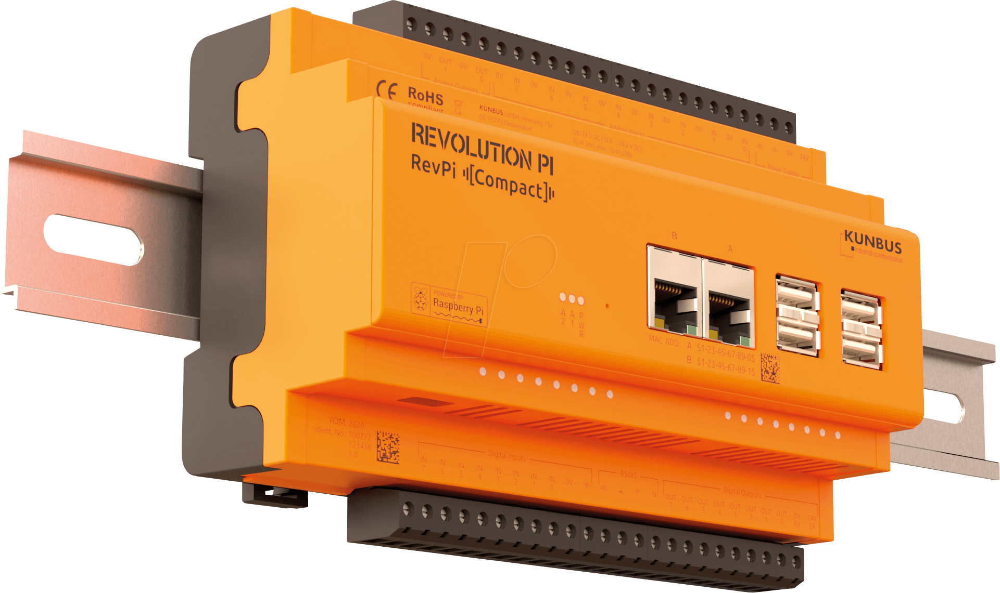 0V OUT 1 0V OUT 0 0V IN 7 0V IN 6 0V IN 5 0V IN 4 0V IN 3 0V IN 2 0V IN 1 0V IN 0 0V 24V
Analog Outputs
Analog Inputs
Power Supply
CE RoHS
compliant
KUNBUS GmbH, Heerweg 15c
DE-73770 Denkendorf
typ. 24 V DC (10.8 ... 28.8 V DC)
20 W (incl. max. 10 W USB)
REVOLUTION PI
RevPi [Compact]
KUNBUS
industrial communication
B
A
POWERED BY
Raspberry Pi
A2 A1 PWR
MAC ADD: A $1-23-45-67-89-0$
B $1-23-45-67-89-1$
YOM: 2020
Ident. No.: 100272
123456
1.0
Digital Inputs
IN 7 IN 6 IN 5 IN 4 IN 3 IN 2 IN 1 IN 0 0V
RS485
P N
Digital Outputs
OUT 7 OUT 6 OUT 5 OUT 4 OUT 3 OUT 2 OUT 1 OUT 0 0V EX 24V EX